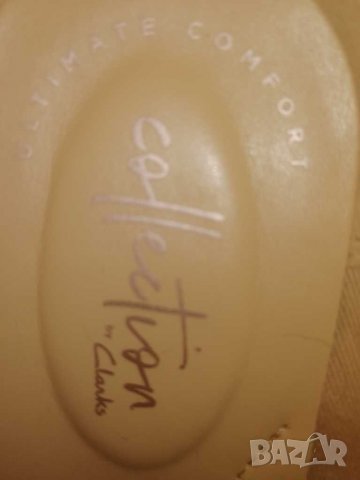 ULTIMATE COMFORT
collection
BY Clarks
BAZAR